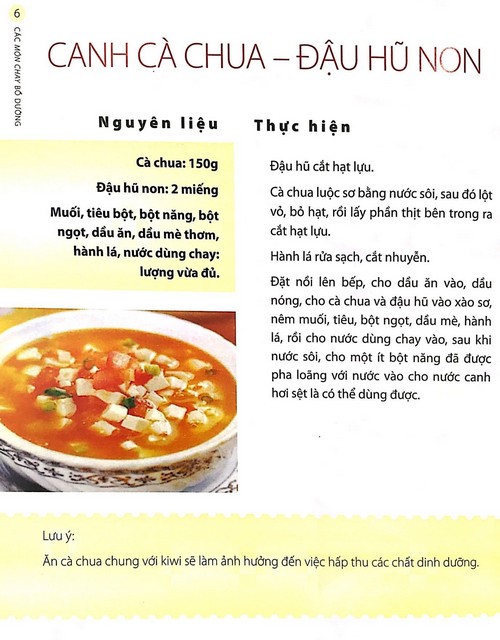 6
CÁC MÓN CHAY BỔ DƯỠNG
CANH CÀ CHUA – ĐẬU HŨ NON
Nguyên liệu
Cà chua: 150g
Đậu hũ non: 2 miếng
Muối, tiêu bột, bột năng, bột
ngọt, dầu ăn, dầu mè thơm,
hành lá, nước dùng chay:
lượng vừa đủ.
Thực hiện
Đậu hũ cắt hạt lựu.
Cà chua luộc sơ bằng nước sôi, sau đó lột
vỏ, bỏ hạt, rồi lấy phần thịt bên trong ra
cắt hạt lựu.
Hành lá rửa sạch, cắt nhuyễn.
Đặt nồi lên bếp, cho dầu ăn vào, dầu
nóng, cho cà chua và đậu hũ vào xào sơ,
nêm muối, tiêu, bột ngọt, dầu mè, hành
lá, rồi cho nước dùng chay vào, sau khi
nước sôi, cho một ít bột năng đã được
pha loãng với nước vào cho nước canh
hơi sệt là có thể dùng được.
Lưu ý:
Ăn cà chua chung với kiwi sẽ làm ảnh hưởng đến việc hấp thu các chất dinh dưỡng.